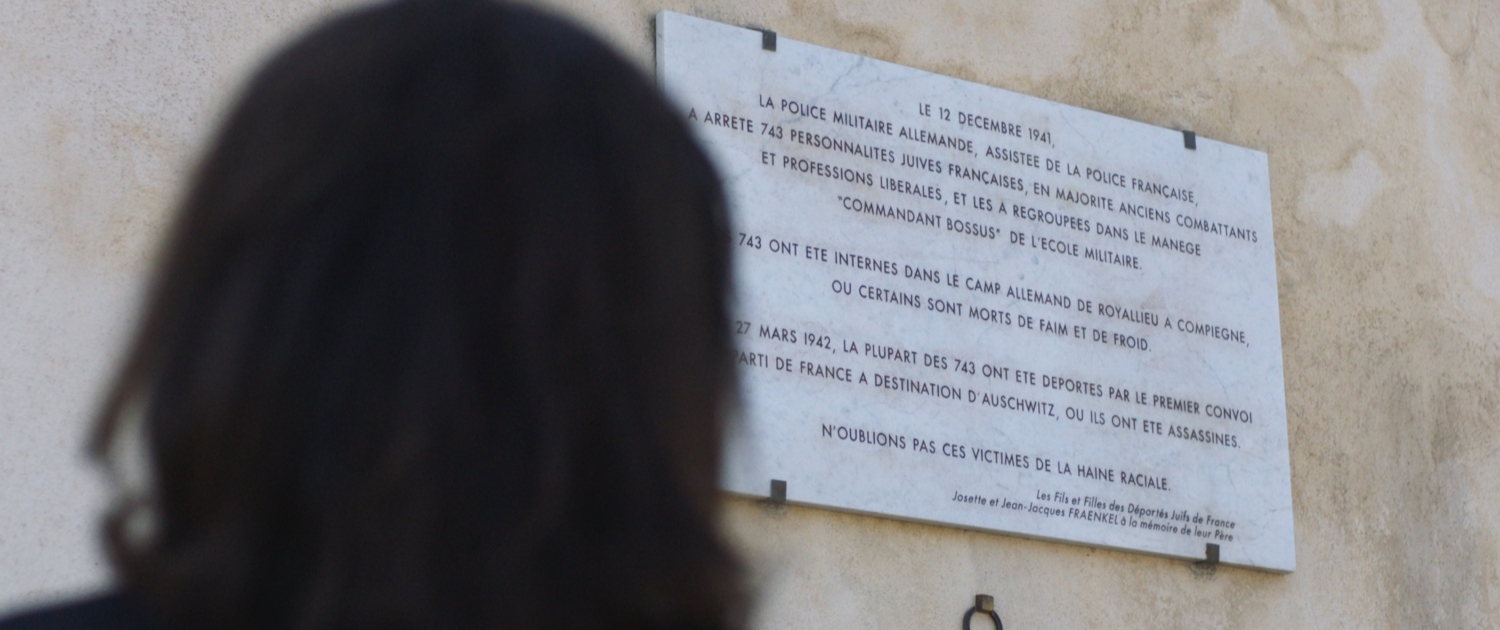 LE 12 DECEMBRE 1941,
LA POLICE MILITAIRE ALLEMANDE, ASSISTEE DE LA POLICE FRANÇAISE,
A ARRETE 743 PERSONNALITES JUIVES FRANÇAISES, EN MAJORITE ANCIENS COMBATTANTS
ET PROFESSIONS LIBERALES, ET LES A REGROUPEES DANS LE MANEGE
"COMMANDANT BOSSUS" DE L'ECOLE MILITAIRE.
743 ONT ETE INTERNES DANS LE CAMP ALLEMAND DE ROYALLIEU A COMPIEGNE,
OU CERTAINS SONT MORTS DE FAIM ET DE FROID.
27 MARS 1942, LA PLUPART DES 743 ONT ETE DEPORTES PAR LE PREMIER CONVOI
PARTI DE FRANCE A DESTINATION D'AUSCHWITZ, OU ILS ONT ETE ASSASSINES.
N'OUBLIONS PAS CES VICTIMES DE LA HAINE RACIALE.
Les Fils et Filles des Déportés Juifs de France
Josette et Jean-Jacques FRAENKEL à la mémoire de leur Père